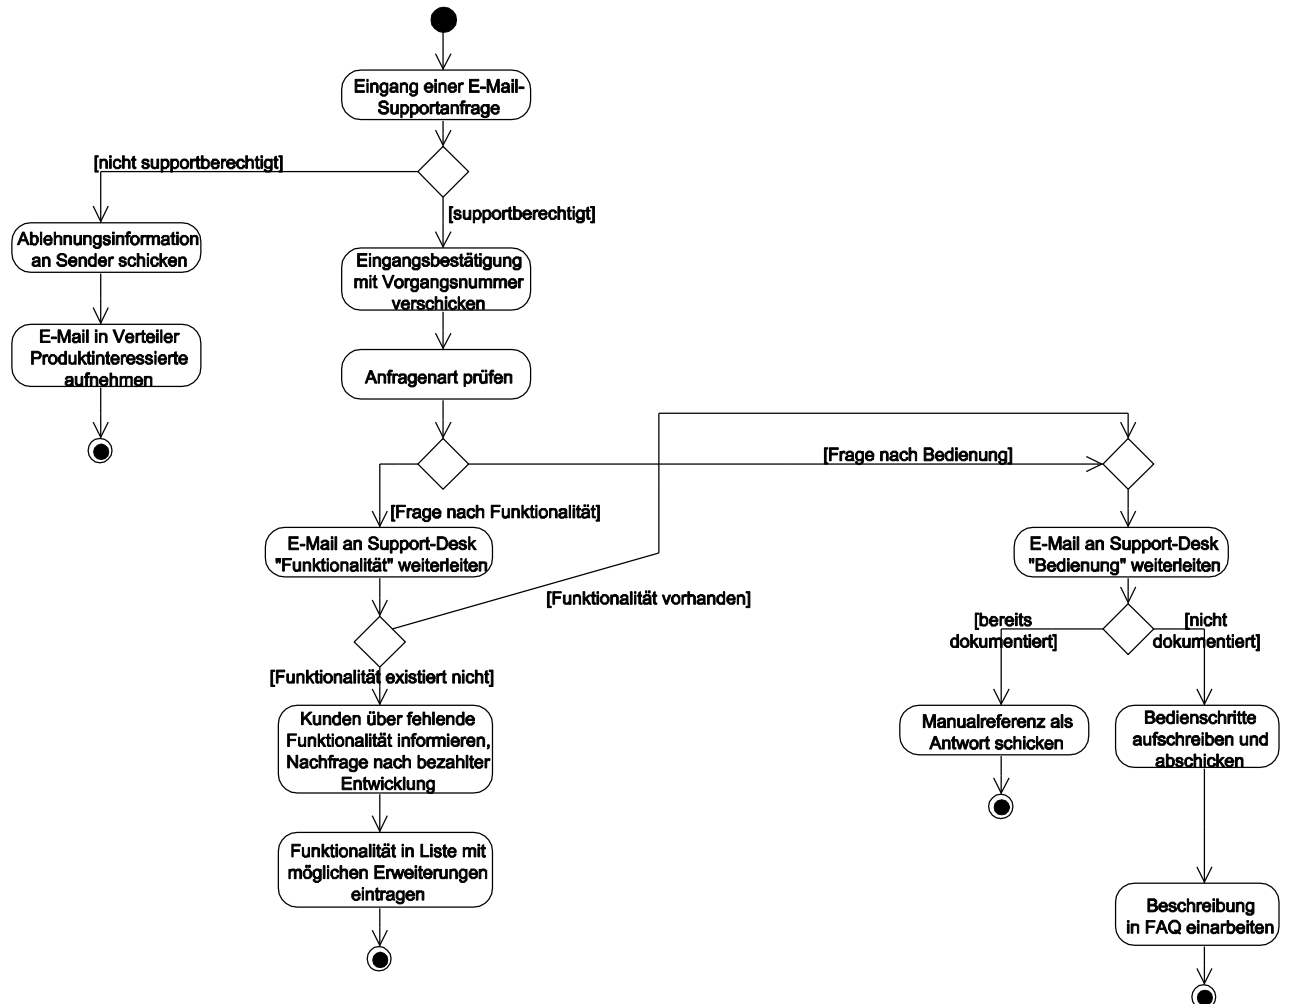 Eingang einer E-Mail-
Supportanfrage
[nicht supportberechtigt]
[supportberechtigt]
Ablehnungsinformation
an Sender schicken
Eingangsbestätigung
mit Vorgangsnummer
verschicken
E-Mail in Verteiler
Produktinteressierte
aufnehmen
Anfragenart prüfen
[Frage nach Bedienung]
[Frage nach Funktionalität]
E-Mail an Support-Desk
"Funktionalität" weiterleiten
E-Mail an Support-Desk
"Bedienung" weiterleiten
[Funktionalität vorhanden]
[bereits
dokumentiert]
[nicht
dokumentiert]
[Funktionalität existiert nicht]
Kunden über fehlende
Funktionalität informieren,
Nachfrage nach bezahlter
Entwicklung
Manualreferenz als
Antwort schicken
Bedienschritte
aufschreiben und
abschicken
Funktionalität in Liste mit
möglichen Erweiterungen
eintragen
Beschreibung
in FAQ einarbeiten